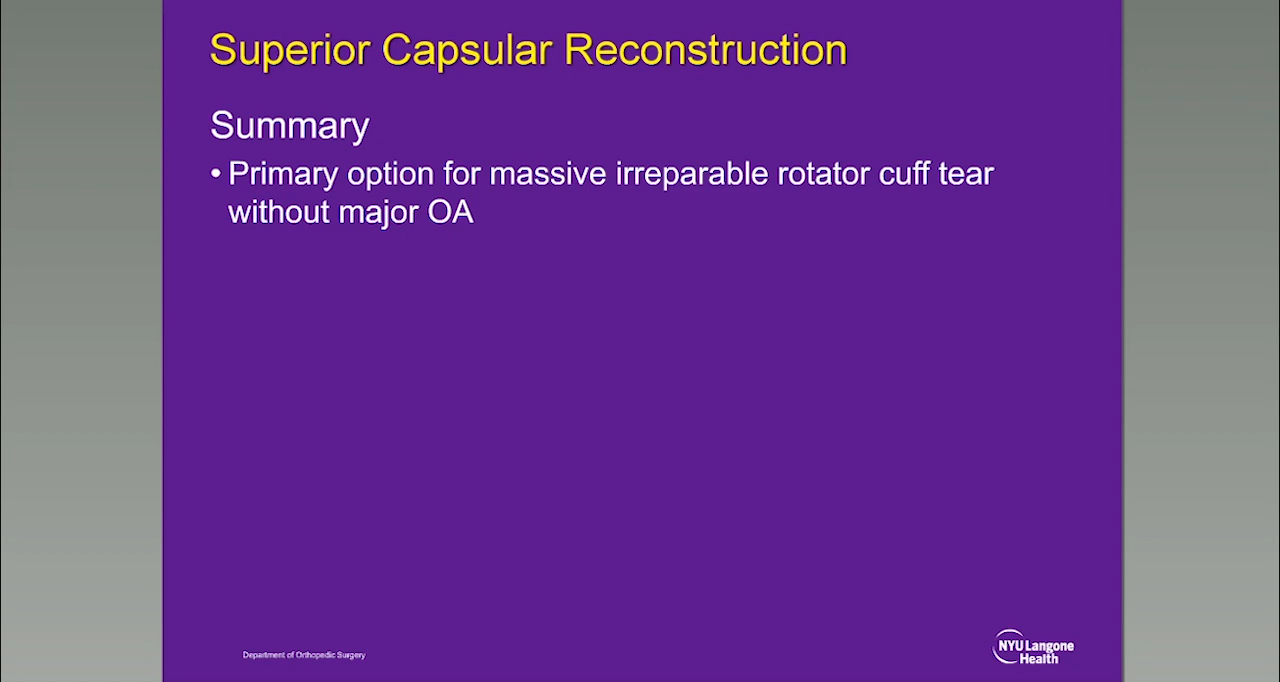 Superior Capsular Reconstruction
Summary
• Primary option for massive irreparable rotator cuff tear
without major OA
Department of Orthopedic Surgery
NYU Langone
Health